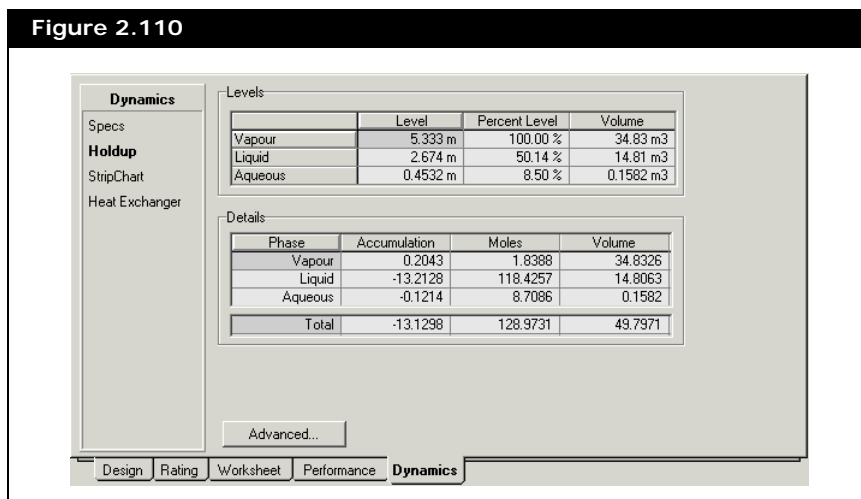 Figure 2.110
Dynamics
Specs
Holdup
StripChart
Heat Exchanger
Levels
Level Percent Level Volume
Vapour 5.333 m 100.00 % 34.83 m3
Liquid 2.674 m 50.14 % 14.81 m3
Aqueous 0.4532 m 8.50 % 0.1582 m3
Details
Phase Accumulation Moles Volume
Vapour 0.2043 1.8388 34.8326
Liquid -13.2128 118.4257 14.8063
Aqueous -0.1214 8.7086 0.1582
Total -13.1298 128.9731 49.7971
Advanced...
Design Rating Worksheet Performance Dynamics